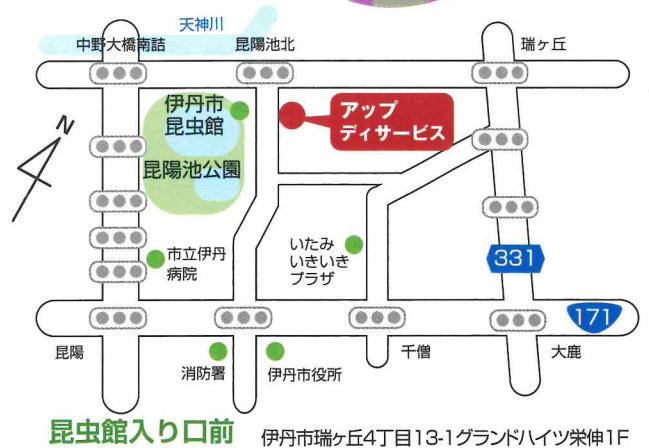 天神川
中野大橋南詰
昆陽池北
瑞ヶ丘
伊丹市
昆虫館
アップ
ディサービス
N
昆陽池公園
市立伊丹
病院
いたみ
いきいき
プラザ
331
171
昆陽
千僧
大鹿
消防署
伊丹市役所
昆虫館入り口前
伊丹市瑞ヶ丘4丁目13-1グランドハイツ栄伸1F